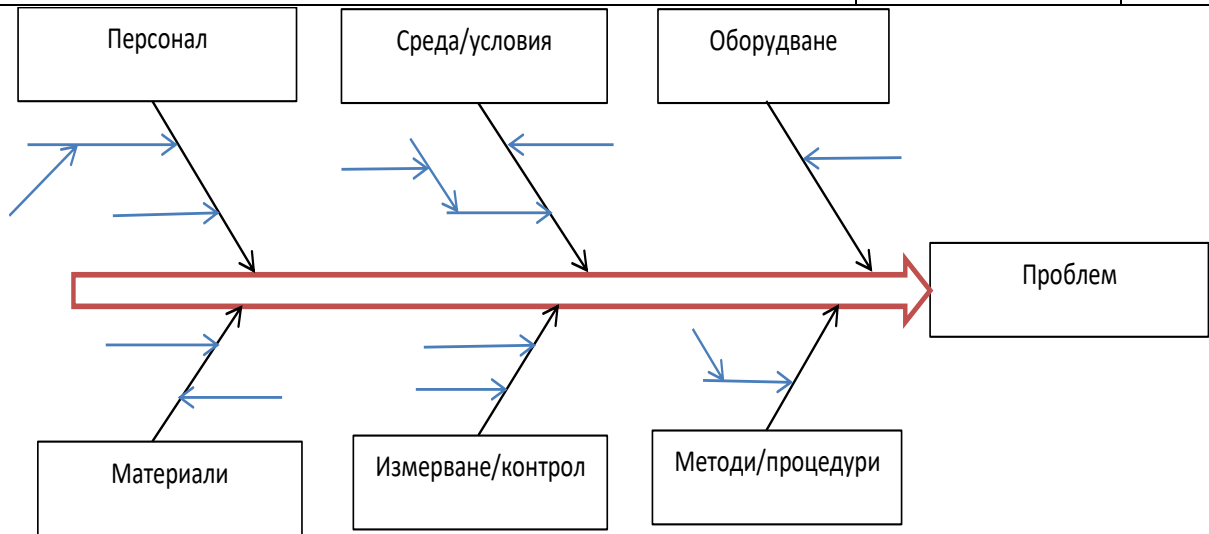 Персонал
Среда/условия
Оборудване
Проблем
Материали
Измерване/контрол
Методи/процедури